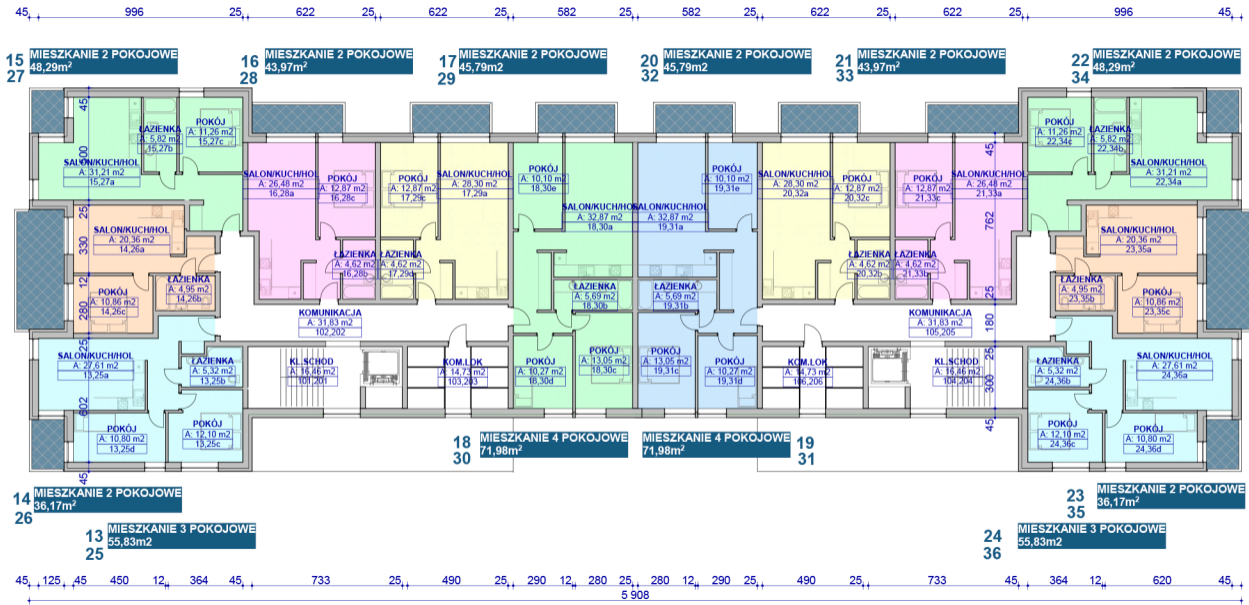 45 996 25 622 25 622 25 582 25 582 25 622 25 622 25 996 45
15 MIESZKANIE 2 POKOJOWE
27 48,29m²
16 MIESZKANIE 2 POKOJOWE
28 43,97m²
17 MIESZKANIE 2 POKOJOWE
29 45,79m2
20 MIESZKANIE 2 POKOJOWE
32 45,79m2
21 MIESZKANIE 2 POKOJOWE
33 43,97m²
22 MIESZKANIE 2 POKOJOWE
34 48,29m²
45
25
330
12
280
25
602
45
ŁAZIENKA
A: 5,82 m2
15,27b
POKÓJ
A: 11,26 m2
15,27c
SALON/KUCH/HOL
A: 31,21 m2
15,27a
SALON/KUCH/HOL
A: 20,36 m2
14,26a
ŁAZIENKA
A: 4,95 m2
14,26b
POKÓJ
A: 10,86 m2
14,26c
SALON/KUCH/HOL
A: 27,61 m2
13,25a
ŁAZIENKA
A: 5,32 m2
13,25b
POKÓJ
A: 10,80 m2
13,25d
POKÓJ
A: 12,10 m2
13,25c
SALON/KUCH/HOL
A: 26,48 m2
16,28a
POKÓJ
A: 12,87 m2
16,28c
ŁAZIENKA
A: 4,62 m2
16,28b
POKÓJ
A: 12,87 m2
17,29c
SALON/KUCH/HOL
A: 28,30 m2
17,29a
ŁAZIENKA
A: 4,62 m2
17,29d
KOMUNIKACJA
A: 31,83 m2
102,202
KL.SCHOD
A: 16,46 m2
101,201
KOM.LOK
A: 14,73 m2
103,203
POKÓJ
A: 10,10 m2
18,30e
SALON/KUCH/HOL
A: 32,87 m2
18,30a
ŁAZIENKA
A: 5,69 m2
18,30b
POKÓJ
A: 10,27 m2
18,30d
POKÓJ
A: 13,05 m2
18,30c
POKÓJ
A: 10,10 m2
19,31e
SALON/KUCH/HOL
A: 32,87 m2
19,31a
ŁAZIENKA
A: 5,69 m2
19,31b
POKÓJ
A: 13,05 m2
19,31c
POKÓJ
A: 10,27 m2
19,31d
SALON/KUCH/HOL
A: 28,30 m2
20,32a
POKÓJ
A: 12,87 m2
20,32c
ŁAZIENKA
A: 4,62 m2
20,32b
POKÓJ
A: 12,87 m2
21,33c
SALON/KUCH/HOL
A: 26,48 m2
21,33a
ŁAZIENKA
A: 4,62 m2
21,33b
KOMUNIKACJA
A: 31,83 m2
105,205
KOM.LOK
A: 14,73 m2
106,206
KL.SCHOD
A: 16,46 m2
104,204
45
762
25
180
25
300
45
POKÓJ
A: 11,26 m2
22,34c
ŁAZIENKA
A: 5,82 m2
22,34b
SALON/KUCH/HOL
A: 31,21 m2
22,34a
SALON/KUCH/HOL
A: 20,36 m2
23,35a
ŁAZIENKA
A: 4,95 m2
23,35b
POKÓJ
A: 10,86 m2
23,35c
SALON/KUCH/HOL
A: 27,61 m2
24,36a
ŁAZIENKA
A: 5,32 m2
24,36b
POKÓJ
A: 12,10 m2
24,36c
POKÓJ
A: 10,80 m2
24,36d
18 MIESZKANIE 4 POKOJOWE
30 71,98m²
MIESZKANIE 4 POKOJOWE 19
71,98m² 31
14 MIESZKANIE 2 POKOJOWE
26 36,17m²
13 MIESZKANIE 3 POKOJOWE
25 55,83m2
23 MIESZKANIE 2 POKOJOWE
35 36,17m²
24 MIESZKANIE 3 POKOJOWE
36 55,83m2
45 125 45 450 12 364 45 733 25 490 25 290 12 280 25 280 12 290 25 490 25 733 45 364 12 620 45
5 908